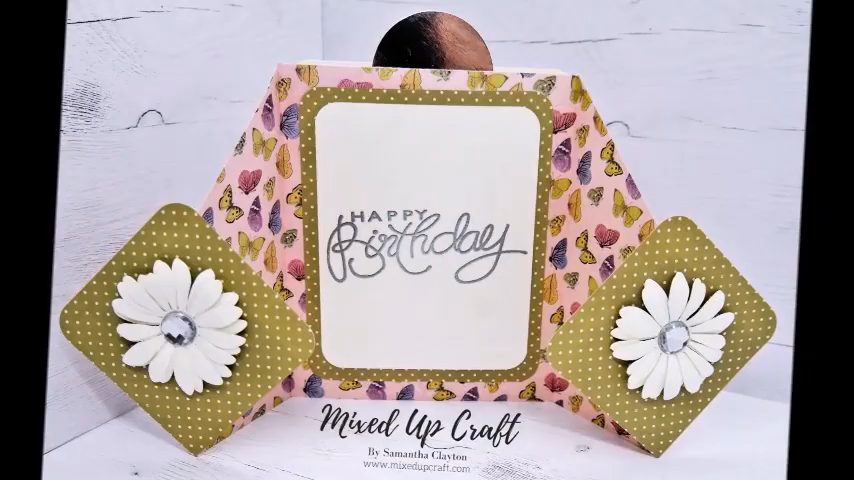 HAPPY
Birthday
Mixed Up Craft
By Samantha Clayton
www.mixedupcraft.com